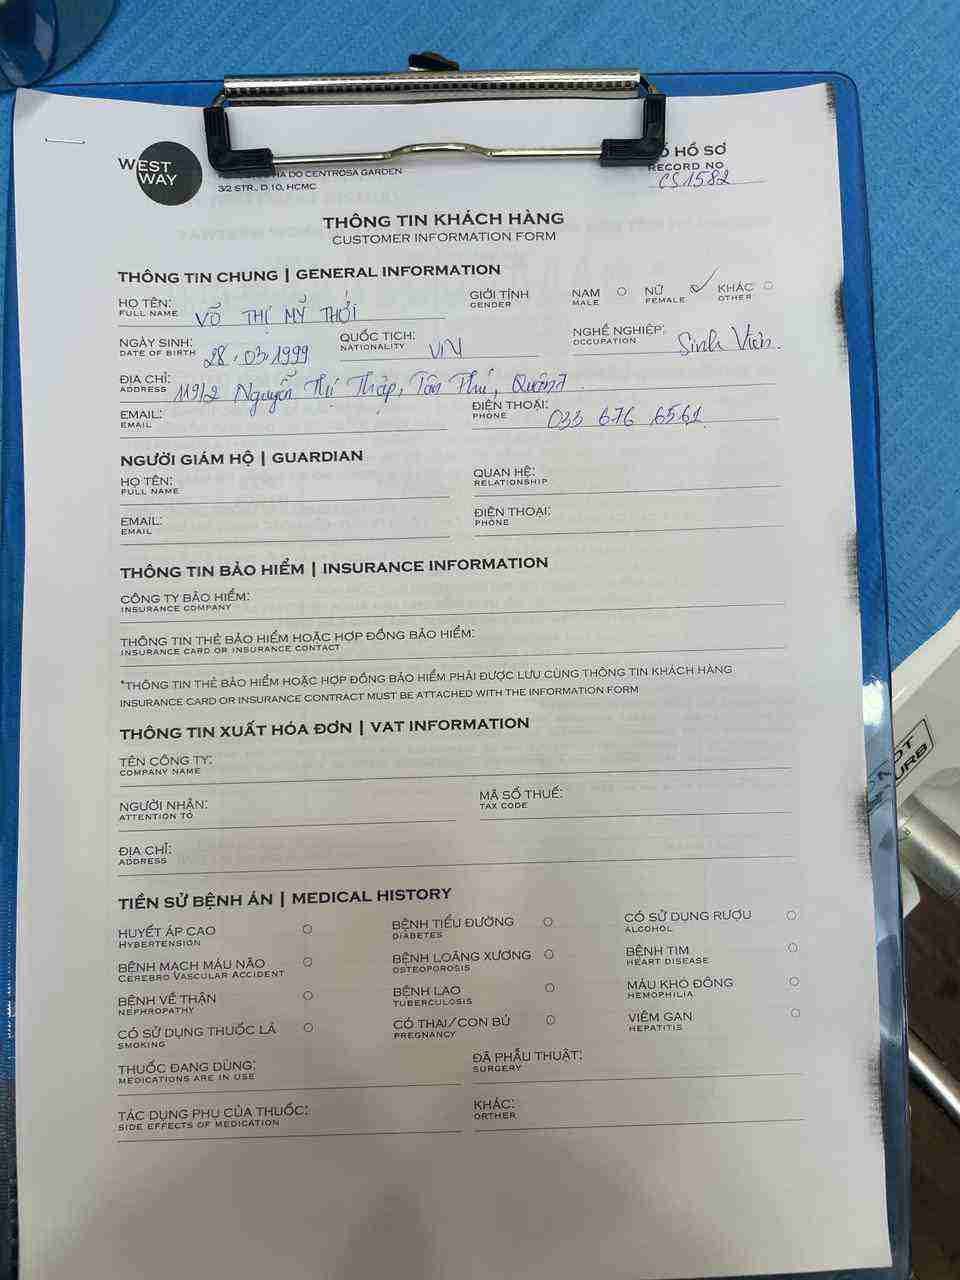 WEST WAY
HA DO CENTROSA GARDEN
3/2 STR., D 10, HCMC
HỒ SƠ
RECORD NO
CS1582
THÔNG TIN KHÁCH HÀNG
CUSTOMER INFORMATION FORM
THÔNG TIN CHUNG | GENERAL INFORMATION
HỌ TÊN: VÕ THỊ MỸ THỚI GIỚI TÍNH NAM NỮ KHÁC
FULL NAME GENDER MALE FEMALE OTHER
NGÀY SINH: 28.03.1999 QUỐC TỊCH: VN NGHỀ NGHIỆP: Sinh Viên.
DATE OF BIRTH NATIONALITY OCCUPATION
ĐỊA CHỈ: 119/2 Nguyễn Thị Thập, Tân Phú, Quận 7
ADDRESS
EMAIL: ĐIỆN THOẠI: 033 676 6561
EMAIL PHONE
NGƯỜI GIÁM HỘ | GUARDIAN
HỌ TÊN: QUAN HỆ:
FULL NAME RELATIONSHIP
EMAIL: ĐIỆN THOẠI:
EMAIL PHONE
THÔNG TIN BẢO HIỂM | INSURANCE INFORMATION
CÔNG TY BẢO HIỂM:
INSURANCE COMPANY
THÔNG TIN THẺ BẢO HIỂM HOẶC HỢP ĐỒNG BẢO HIỂM:
INSURANCE CARD OR INSURANCE CONTACT
*THÔNG TIN THẺ BẢO HIỂM HOẶC HỢP ĐỒNG BẢO HIỂM PHẢI ĐƯỢC LƯU CÙNG THÔNG TIN KHÁCH HÀNG
INSURANCE CARD OR INSURANCE CONTRACT MUST BE ATTACHED WITH THE INFORMATION FORM
THÔNG TIN XUẤT HÓA ĐƠN | VAT INFORMATION
TÊN CÔNG TY:
COMPANY NAME
NGƯỜI NHẬN: MÃ SỐ THUẾ:
ATTENTION TO TAX CODE
ĐỊA CHỈ:
ADDRESS
TIỀN SỬ BỆNH ÁN | MEDICAL HISTORY
HUYẾT ÁP CAO BỆNH TIỂU ĐƯỜNG CÓ SỬ DỤNG RƯỢU
HYBERTENSION DIABETES ALCOHOL
BỆNH MẠCH MÁU NÃO BỆNH LOÃNG XƯƠNG BỆNH TIM
CEREBRO VASCULAR ACCIDENT OSTEOPOROSIS HEART DISEASE
BỆNH VỀ THẬN BỆNH LAO MÁU KHÓ ĐÔNG
NEPHROPATHY TUBERCULOSIS HEMOPHILIA
CÓ SỬ DỤNG THUỐC LÁ CÓ THAI/CON BÚ VIÊM GAN
SMOKING PREGNANCY HEPATITIS
THUỐC ĐANG DÙNG: ĐÃ PHẪU THUẬT:
MEDICATIONS ARE IN USE SURGERY
TÁC DỤNG PHỤ CỦA THUỐC: KHÁC:
SIDE EFFECTS OF MEDICATION ORTHER